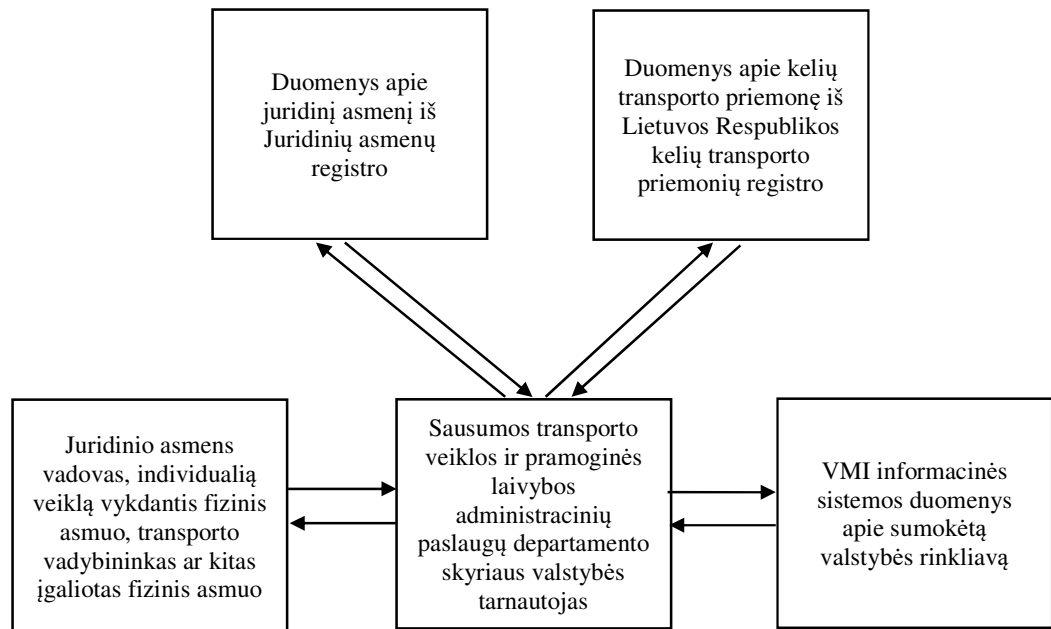 Duomenys apie
juridinį asmenį iš
Juridinių asmenų
registro
Duomenys apie kelių
transporto priemonę iš
Lietuvos Respublikos
kelių transporto
priemonių registro
Juridinio asmens
vadovas, individualią
veiklą vykdantis fizinis
asmuo, transporto
vadybininkas ar kitas
įgaliotas fizinis asmuo
Sausumos transporto
veiklos ir pramoginės
laivybos
administracinių
paslaugų departamento
skyriaus valstybės
tarnautojas
VMI informacinės
sistemos duomenys
apie sumokėtą
valstybės rinkliavą